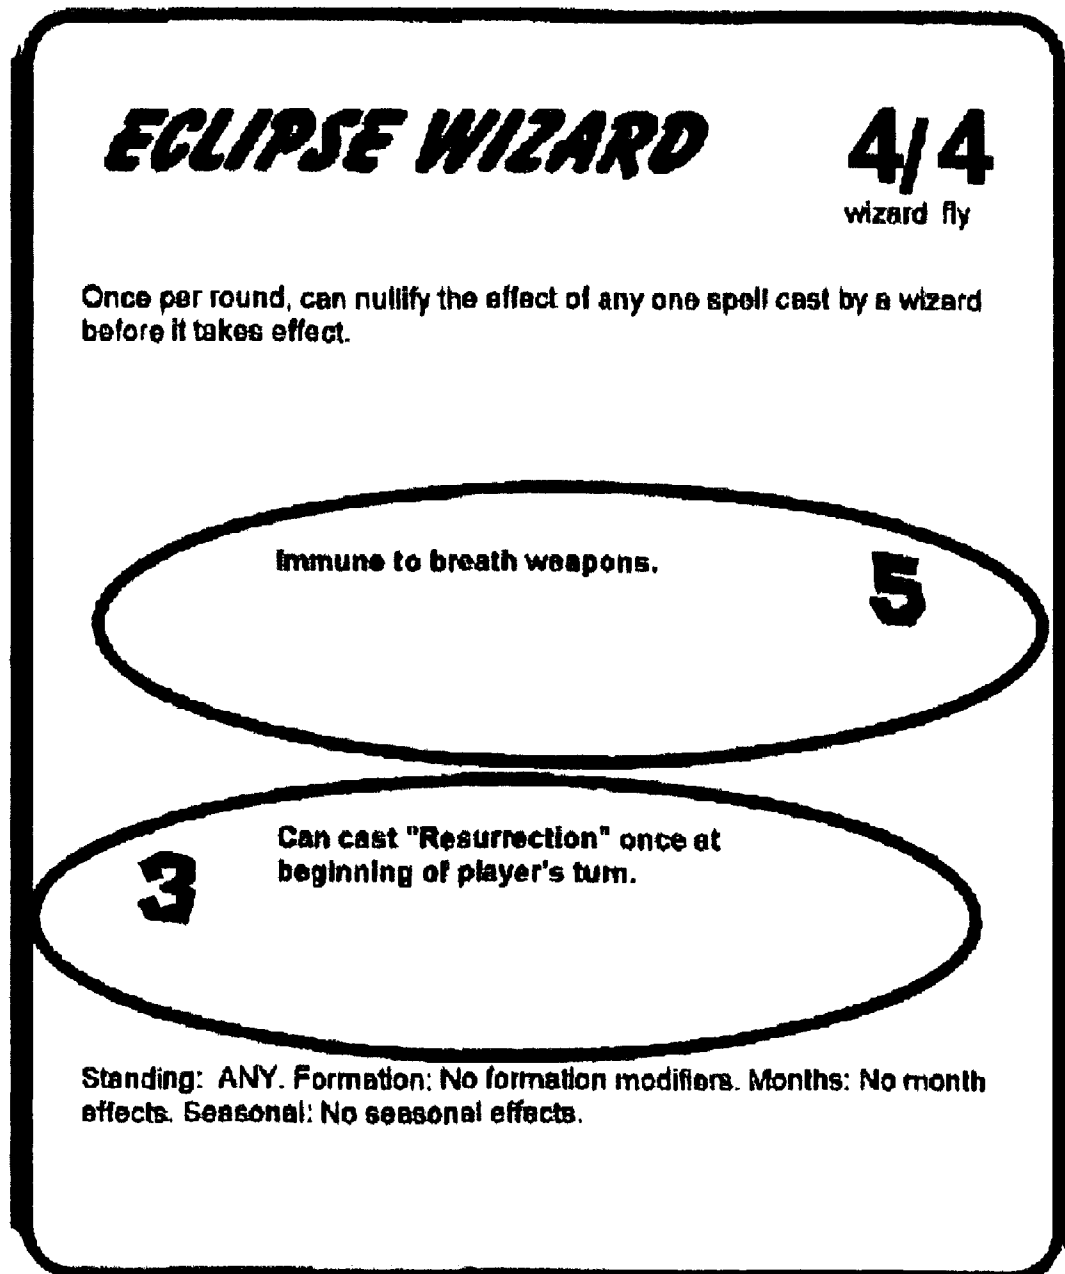 ECLIPSE WIZARD 4/4
wizard fly
Once per round, can nullify the effect of any one spell cast by a wizard
before it takes effect.
Immune to breath weapons. 5
Can cast "Resurrection" once at
3 beginning of player's turn.
Standing: ANY. Formation: No formation modifiers. Months: No month
effects. Seasonal: No seasonal effects.